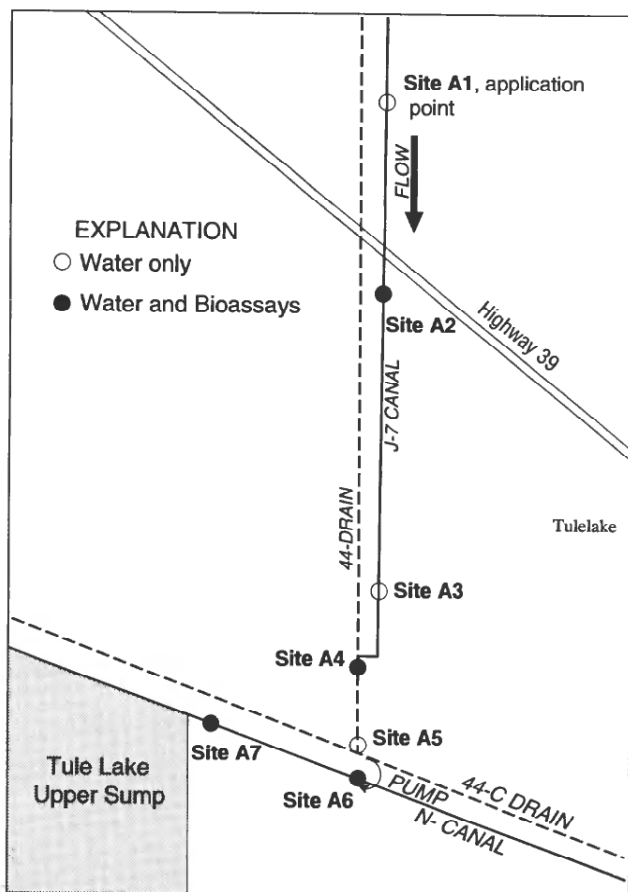 Site A1, application
point
FLOW
EXPLANATION
Water only
Water and Bioassays
Site A2
Highway 39
J-7 CANAL
44-DRAIN
Tulelake
Site A3
Site A4
Site A5
Site A7
Tule Lake
Upper Sump
Site A6
PUMP
44-C DRAIN
N- CANAL